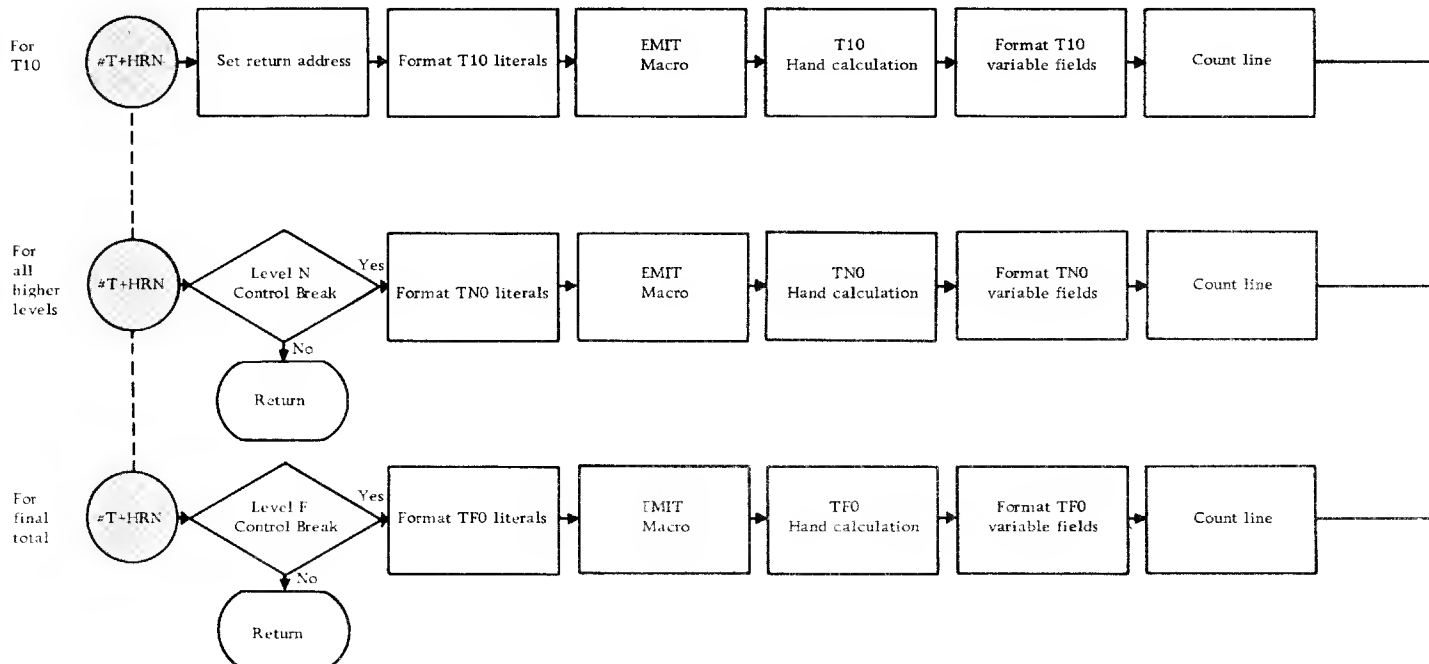 For
T10
#T+HRN
Set return address
Format T10 literals
EMIT
Macro
T10
Hand calculation
Format T10
variable fields
Count line
For
all
higher
levels
#T+HRN
Level N
Control Break
Yes
No
Return
Format TN0 literals
EMIT
Macro
TN0
Hand calculation
Format TN0
variable fields
Count line
For
final
total
#T+HRN
Level F
Control Break
Yes
No
Return
Format TF0 literals
EMIT
Macro
TF0
Hand calculation
Format TF0
variable fields
Count line